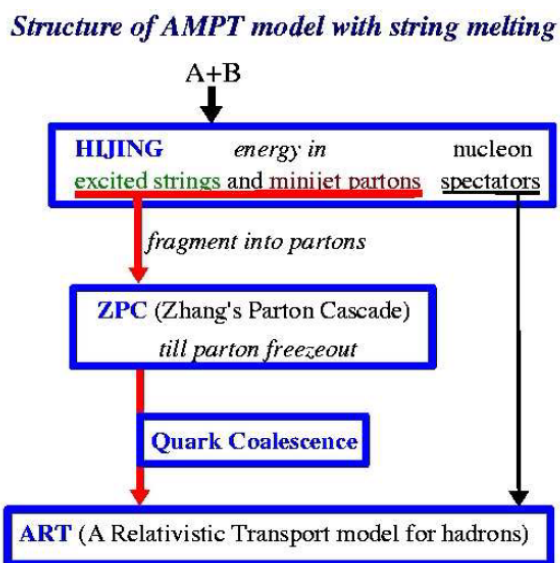 Structure of AMPT model with string melting
A+B
HIJING energy in nucleon
excited strings and minijet partons spectators
fragment into partons
ZPC (Zhang's Parton Cascade)
till parton freezeout
Quark Coalescence
ART (A Relativistic Transport model for hadrons)